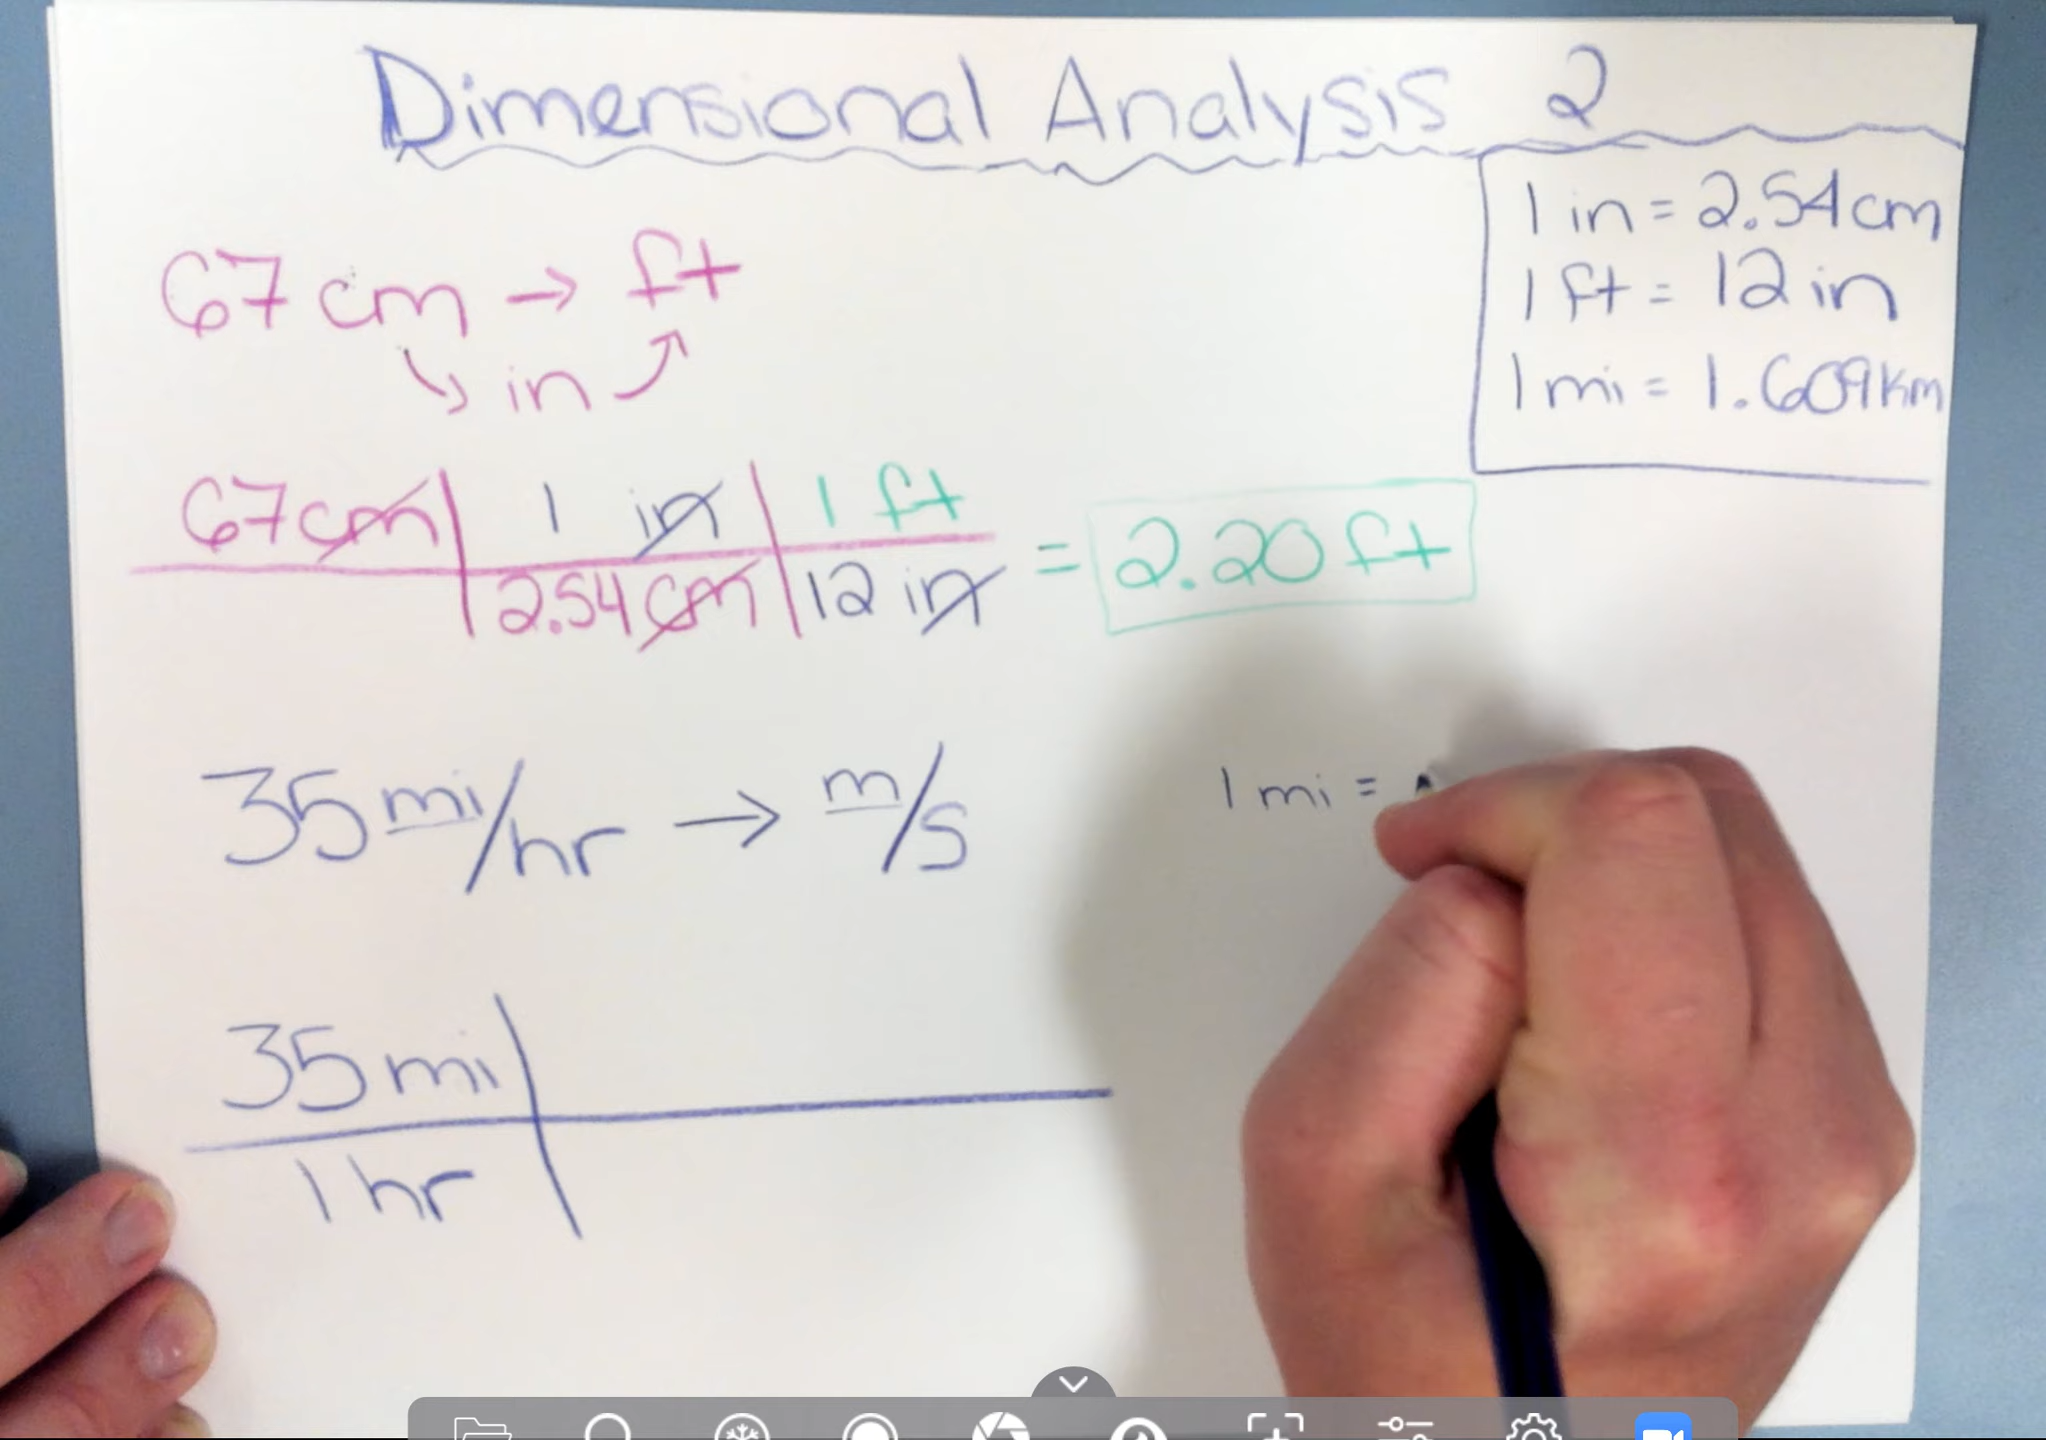 Dimensional Analysis 2
1 in = 2.54 cm
1 ft = 12 in
1 mi = 1.609 km
67 cm → ft
↘ in ↗
67 cm | 1 in | 1 ft
2.54 cm | 12 in
= 2.20 ft
35 mi/hr → m/s
1 mi =
35 mi
1 hr